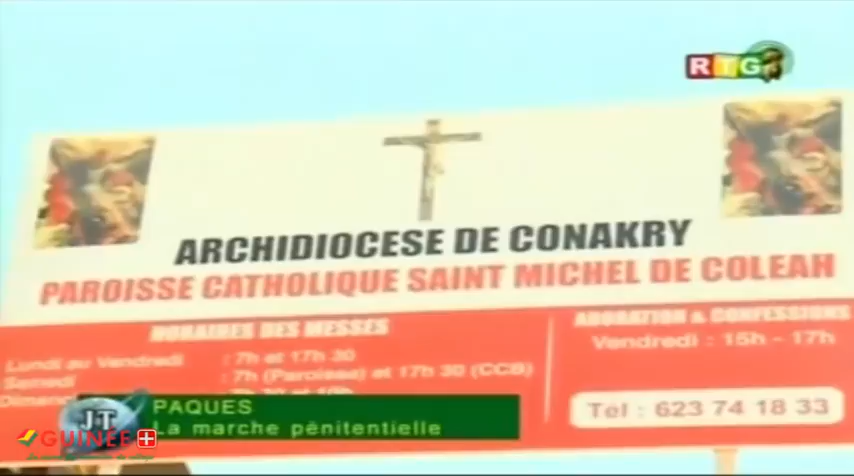 RTG
ARCHIDIOCESE DE CONAKRY
PAROISSE CATHOLIQUE SAINT MICHEL DE COLEAH
HORAIRES DES MESSES
Lundi au Vendredi : 7h et 17h 30
Samedi : 7h (Paroisse) et 17h 30 (CCB)
ADORATION & CONFESSIONS
Vendredi : 15h - 17h
Tél : 623 74 18 33
JT
PAQUES
La marche pénitentielle
GUINEE